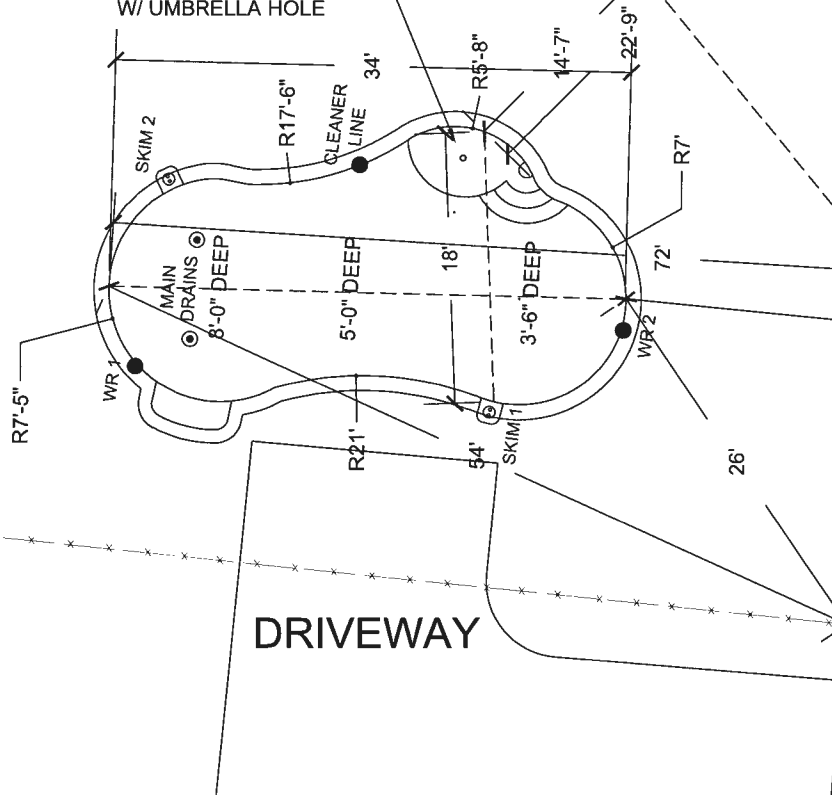 W/ UMBRELLA HOLE
34'
R5'-8"
14'-7"
22'-9"
SKIM 2
R17'-6"
CLEANER
LINE
R7'
MAIN
DRAINS
8'-0" DEEP
5'-0" DEEP
18'
3'-6" DEEP
72'
WR 2
WR 1
R7'-5"
R21'
54'
SKIM 1
26'
DRIVEWAY